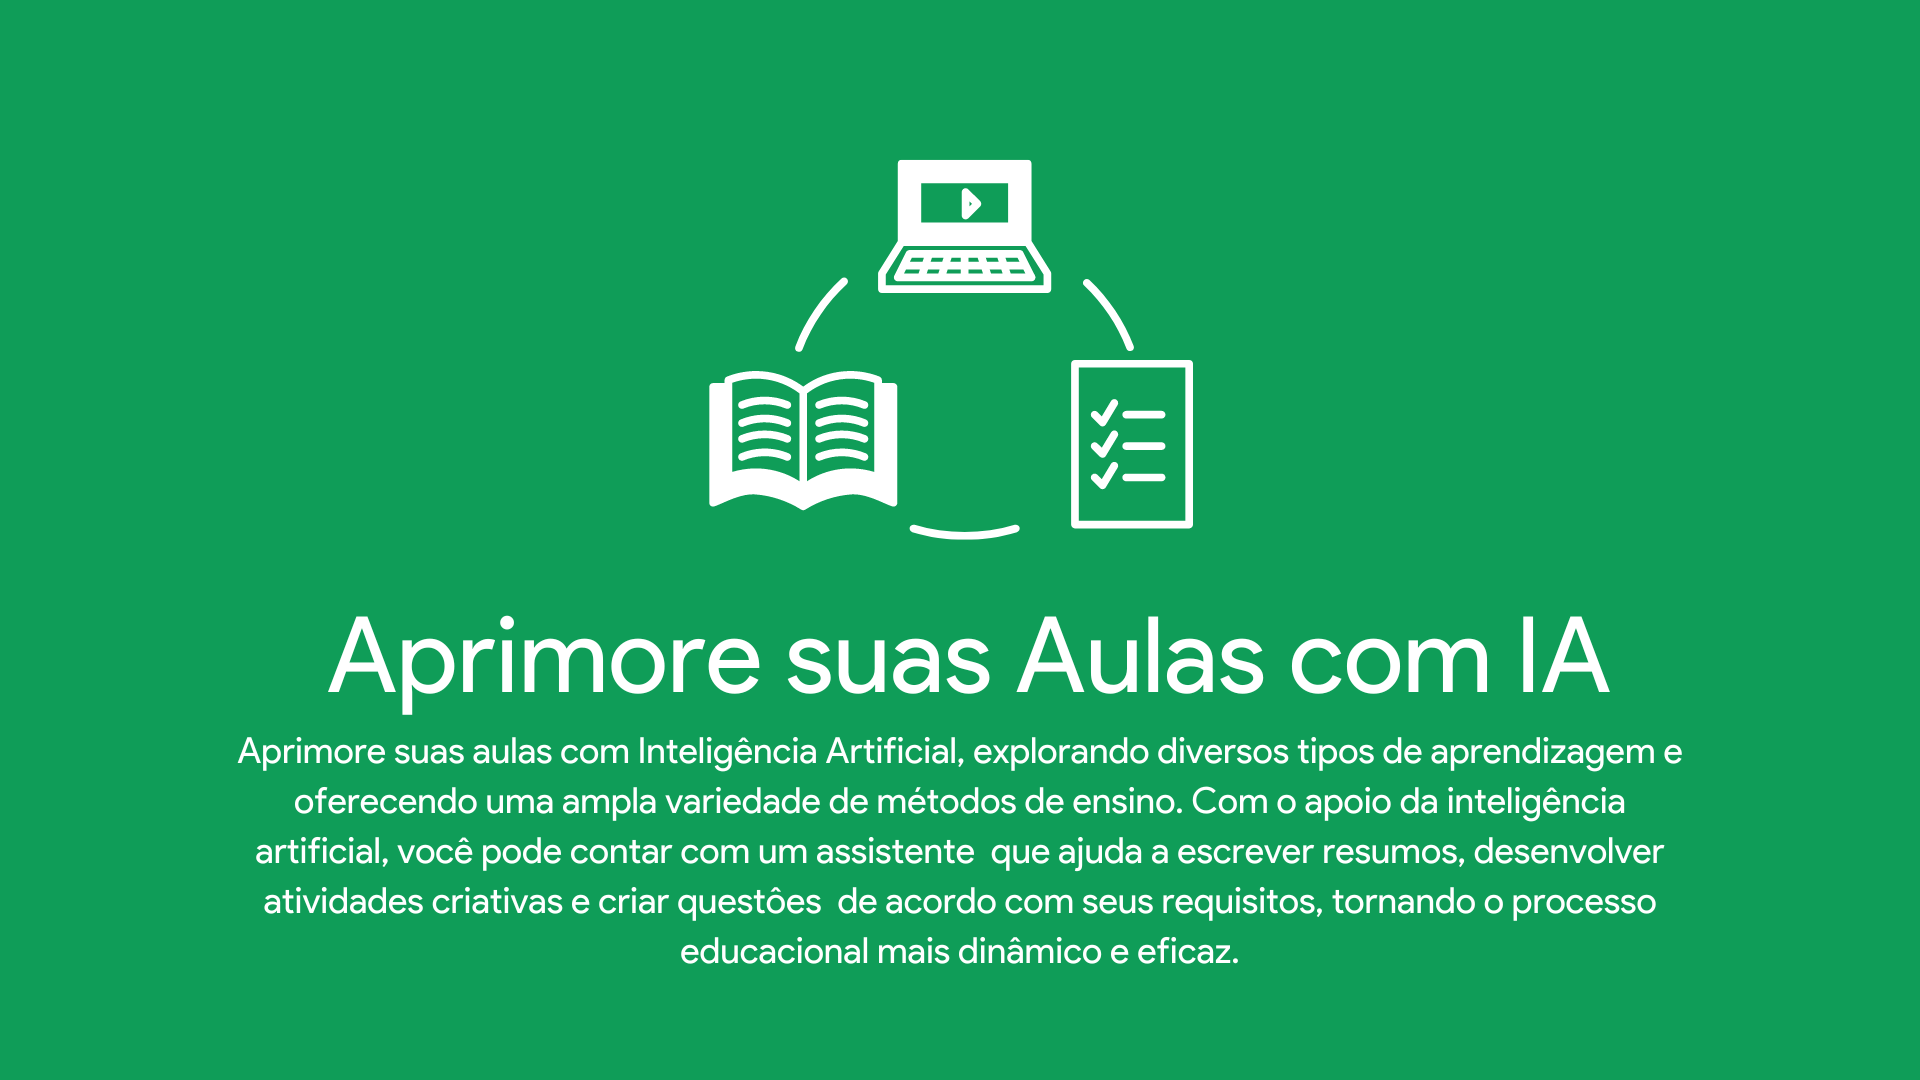 Aprimore suas Aulas com IA
Aprimore suas aulas com Inteligência Artificial, explorando diversos tipos de aprendizagem e
oferecendo uma ampla variedade de métodos de ensino. Com o apoio da inteligência
artificial, você pode contar com um assistente  que ajuda a escrever resumos, desenvolver
atividades criativas e criar questões  de acordo com seus requisitos, tornando o processo
educacional mais dinâmico e eficaz.